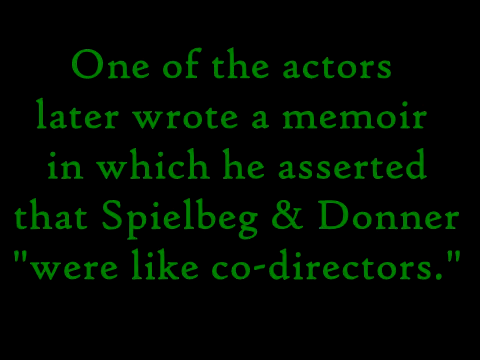 One of the actors
later wrote a memoir
in which he asserted
that Spielbeg & Donner
"were like co-directors."